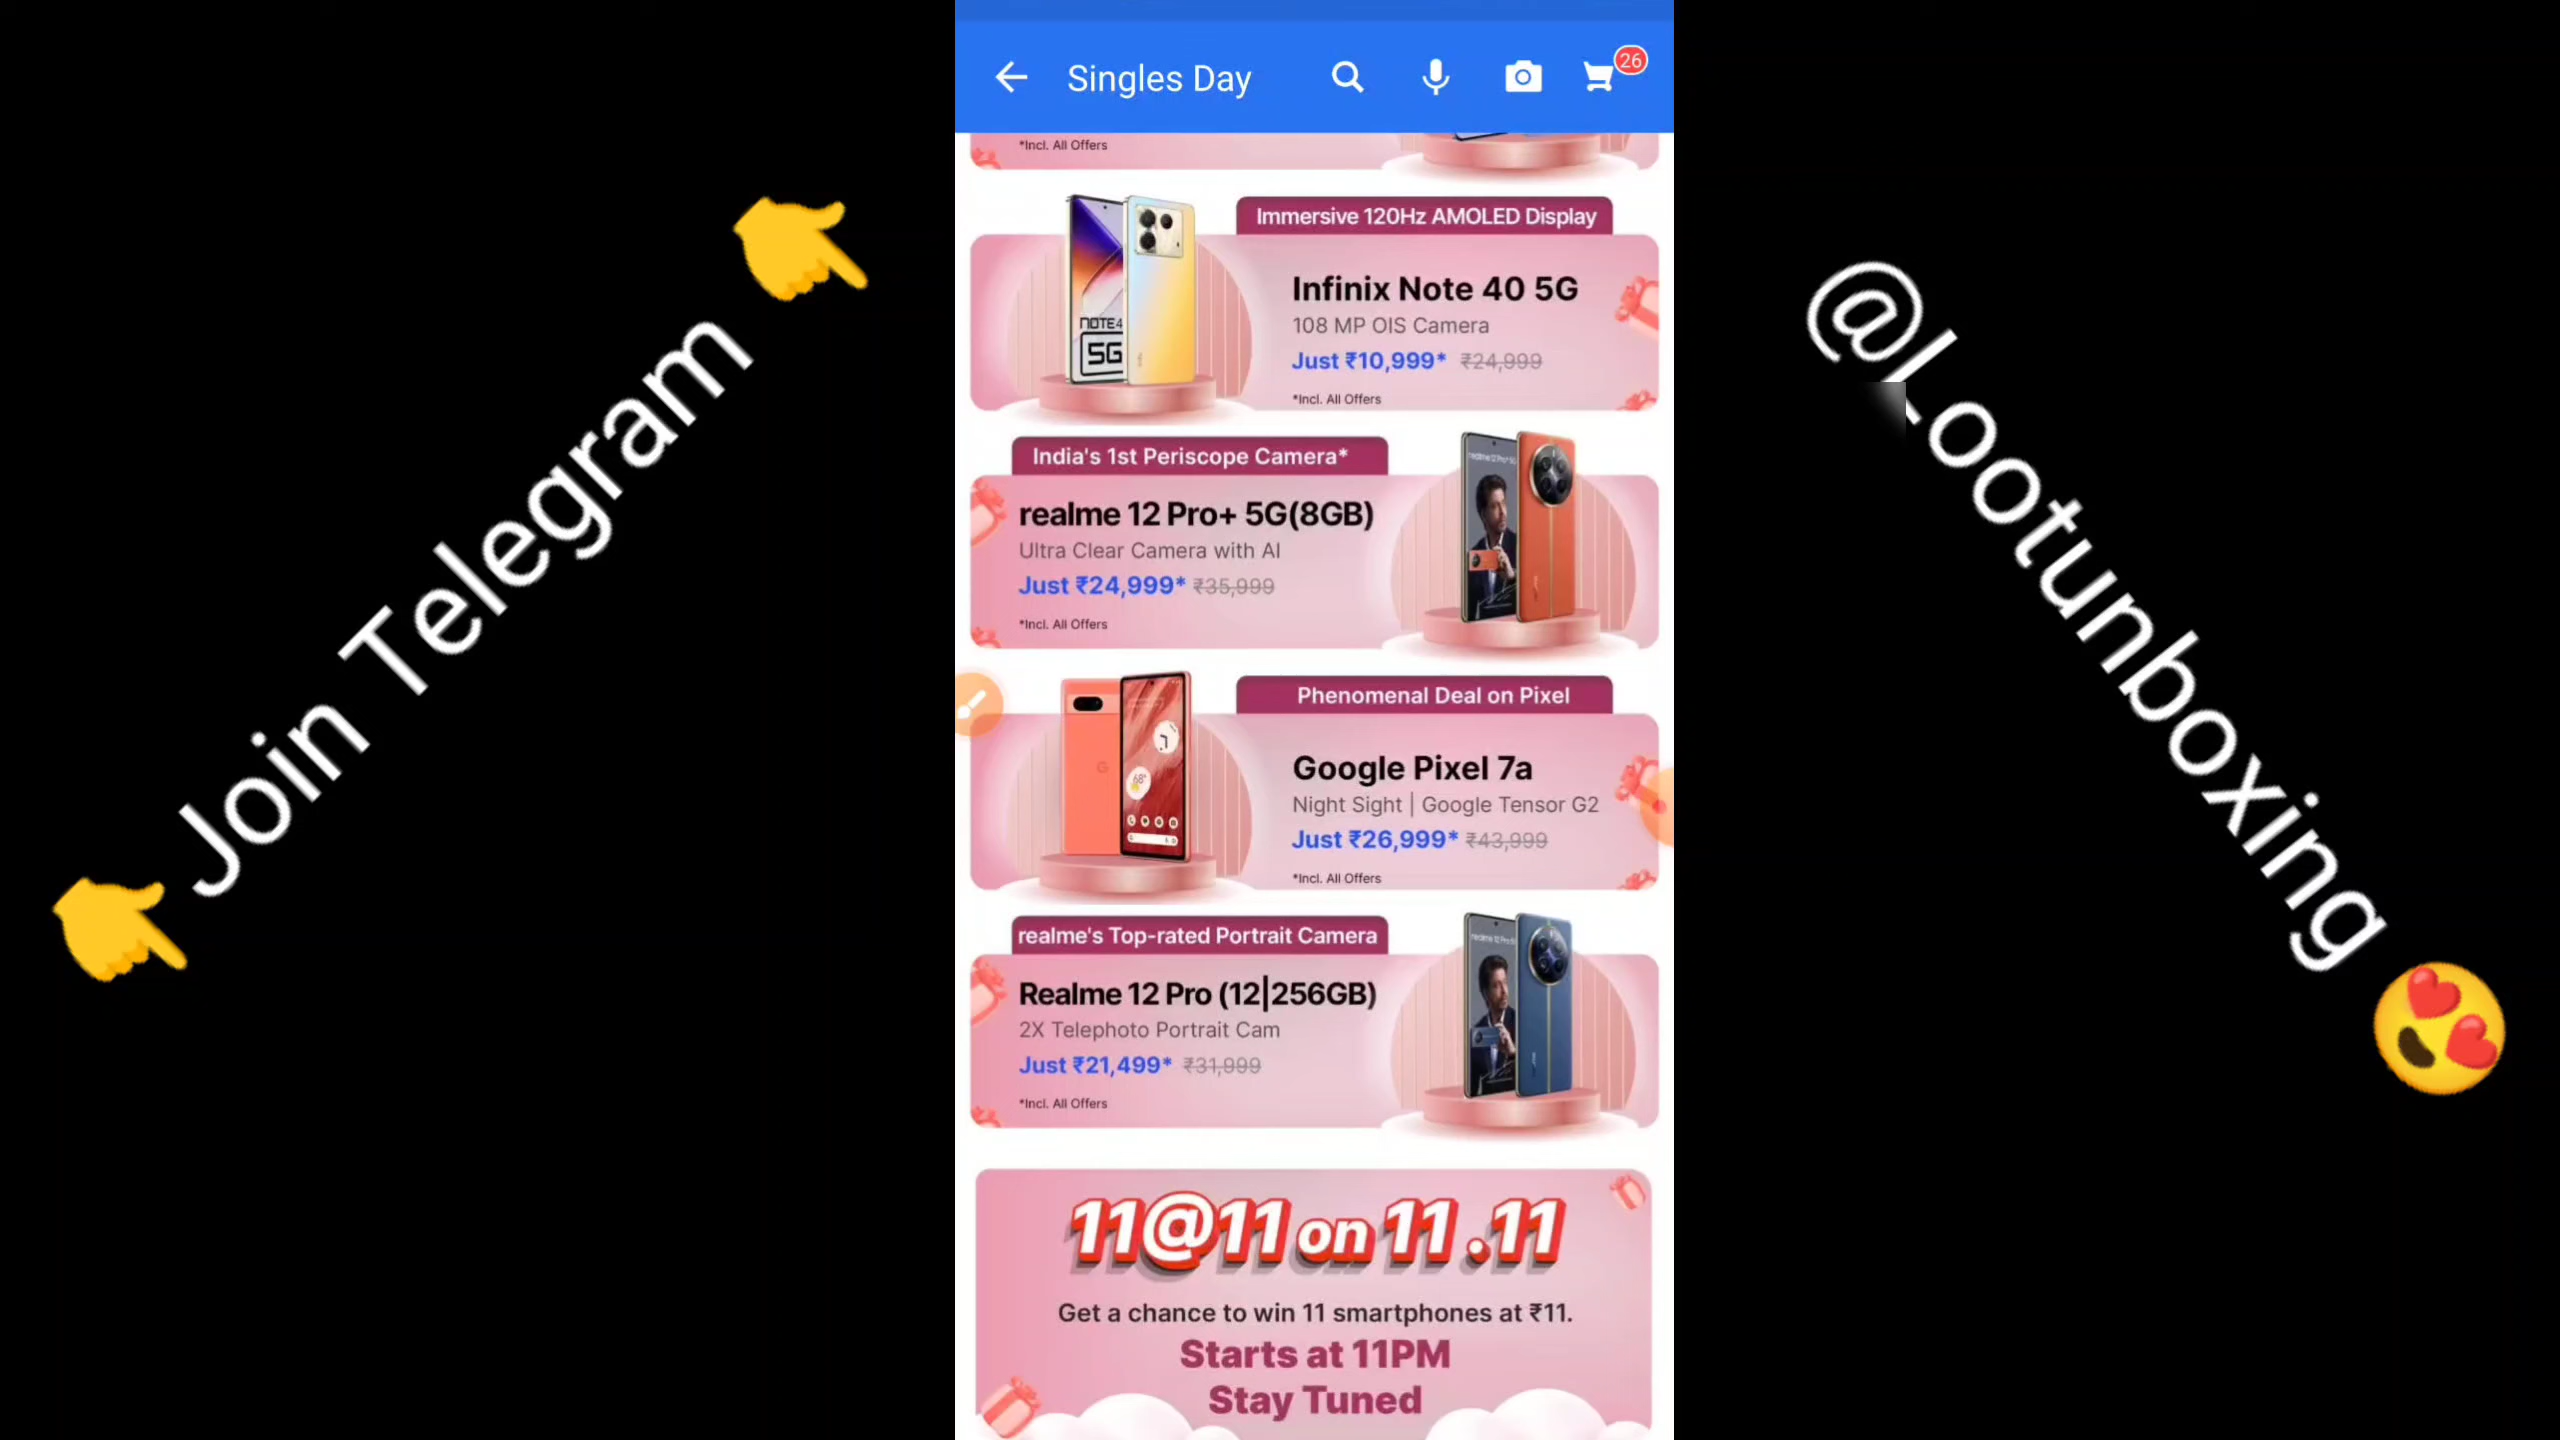 Join Telegram
Singles Day
26
*Incl. All Offers
Immersive 120Hz AMOLED Display
Infinix Note 40 5G
108 MP OIS Camera
Just ₹10,999* ₹24,999
*Incl. All Offers
NOTE4
5G
India's 1st Periscope Camera*
realme 12 Pro+ 5G(8GB)
Ultra Clear Camera with AI
Just ₹24,999* ₹35,999
*Incl. All Offers
Phenomenal Deal on Pixel
Google Pixel 7a
Night Sight | Google Tensor G2
Just ₹26,999* ₹43,999
*Incl. All Offers
realme's Top-rated Portrait Camera
Realme 12 Pro (12|256GB)
2X Telephoto Portrait Cam
Just ₹21,499* ₹31,999
*Incl. All Offers
11@11 on 11.11
Get a chance to win 11 smartphones at ₹11.
Starts at 11PM
Stay Tuned
@Lootunboxing